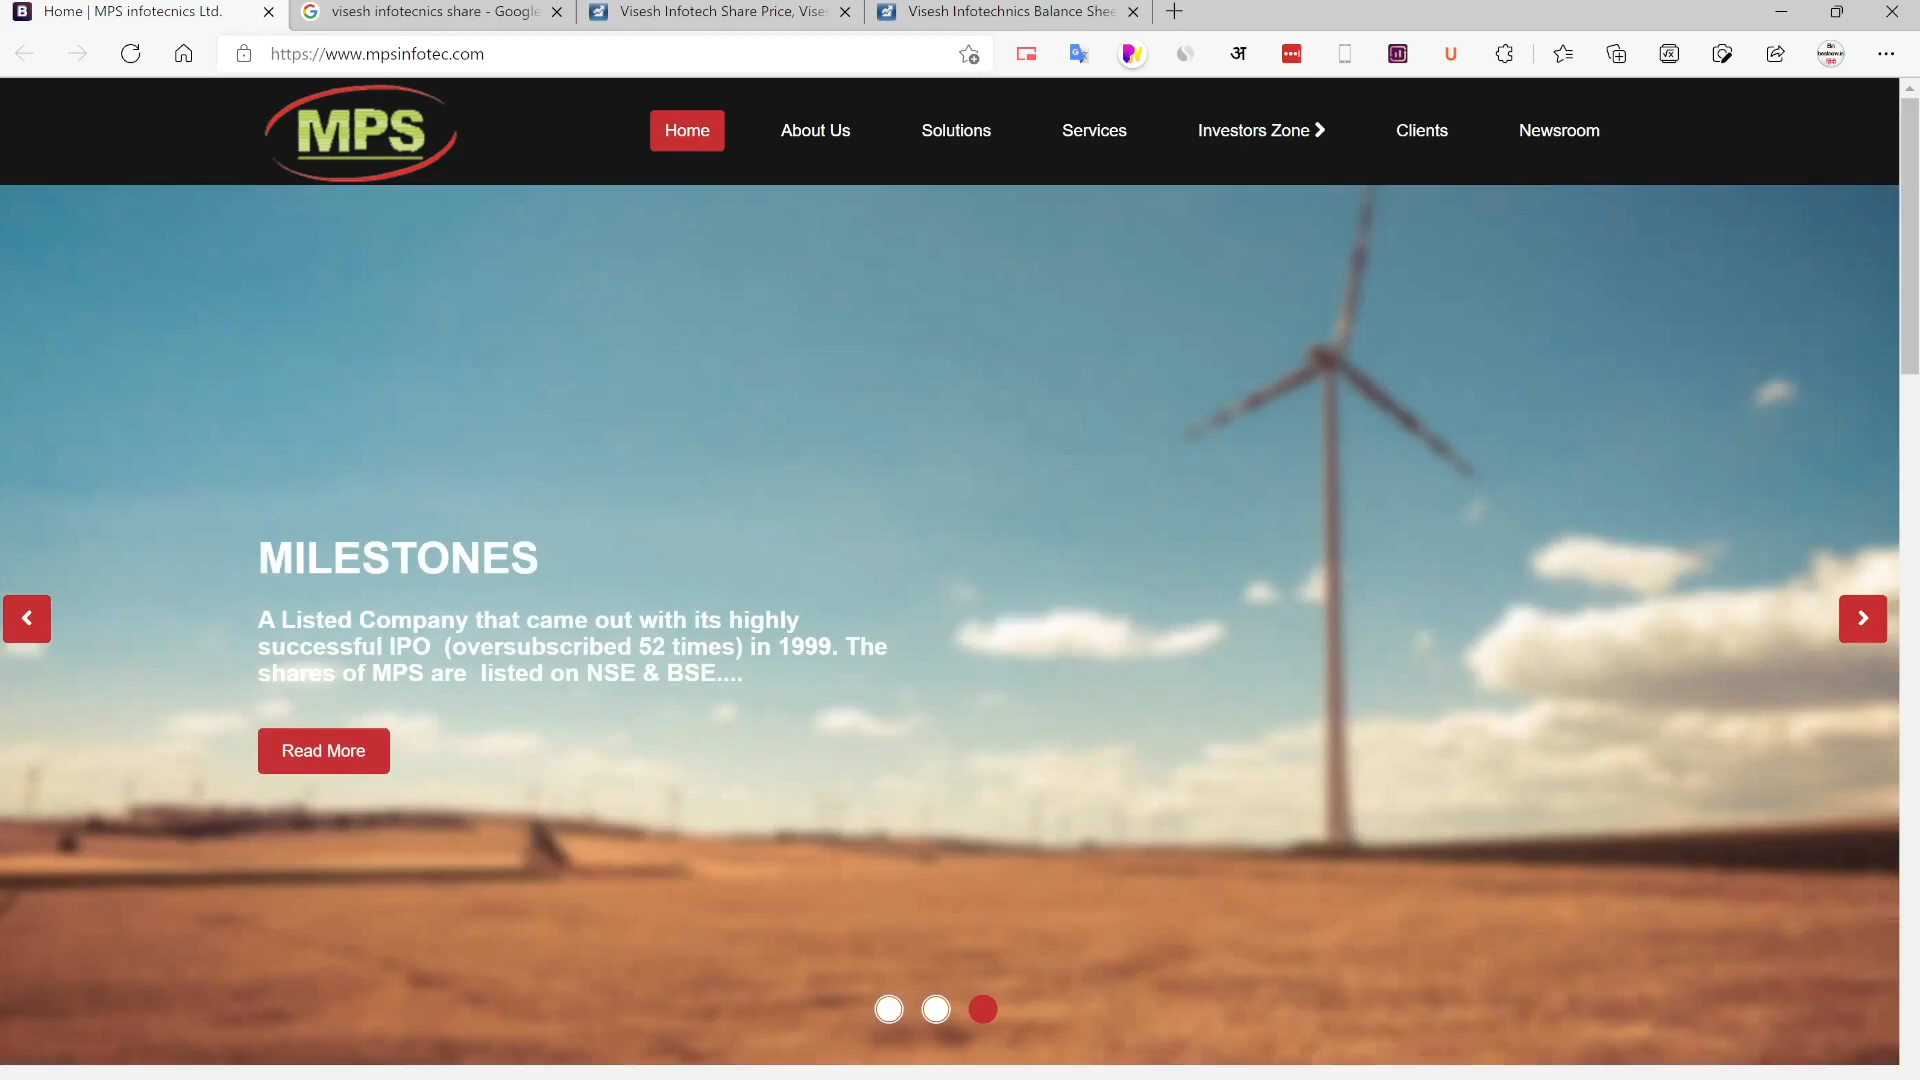 Home | MPS infotecnics Ltd.
visesh infotecnics share - Google
Visesh Infotech Share Price, Vise
Visesh Infotechnics Balance Shee
https://www.mpsinfotec.com
अ
U
MPS
Home
About Us
Solutions
Services
Investors Zone
Clients
Newsroom
MILESTONES
A Listed Company that came out with its highly
successful IPO (oversubscribed 52 times) in 1999. The
shares of MPS are listed on NSE & BSE....
Read More